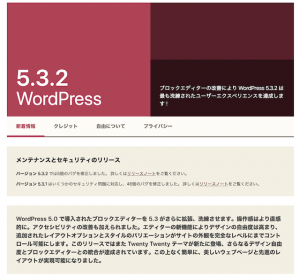 5.3.2
WordPress
ブロックエディターの改善により WordPress 5.3.2 は
最も洗練されたユーザーエクスペリエンスを達成しま
す！
新着情報 クレジット 自由について プライバシー
メンテナンスとセキュリティのリリース
バージョン 5.3.2 では5個のバグを修正しました。 詳しくはリリースノートをご覧ください。
バージョン 5.3.1 はいくつかのセキュリティ問題に対応し、46個のバグを修正しました。 詳しくはリリースノートをご覧ください。
WordPress 5.0 で導入されたブロックエディターを 5.3 がさらに拡張、洗練させます。操作感はより直感
的に。アクセシビリティの改善も加えられました。エディターの新機能によりデザインの自由度は高まり、
追加されたレイアウトオプションとスタイルのバリエーションがサイトの外観を完全なレベルにまでコント
ロール可能にします。このリリースではまた Twenty Twenty テーマが新たに登場、さらなるデザイン自由
度とブロックエディターとの統合が達成されています。この上なく簡単に、美しいウェブページと先進のレ
イアウトが実現可能になりました。